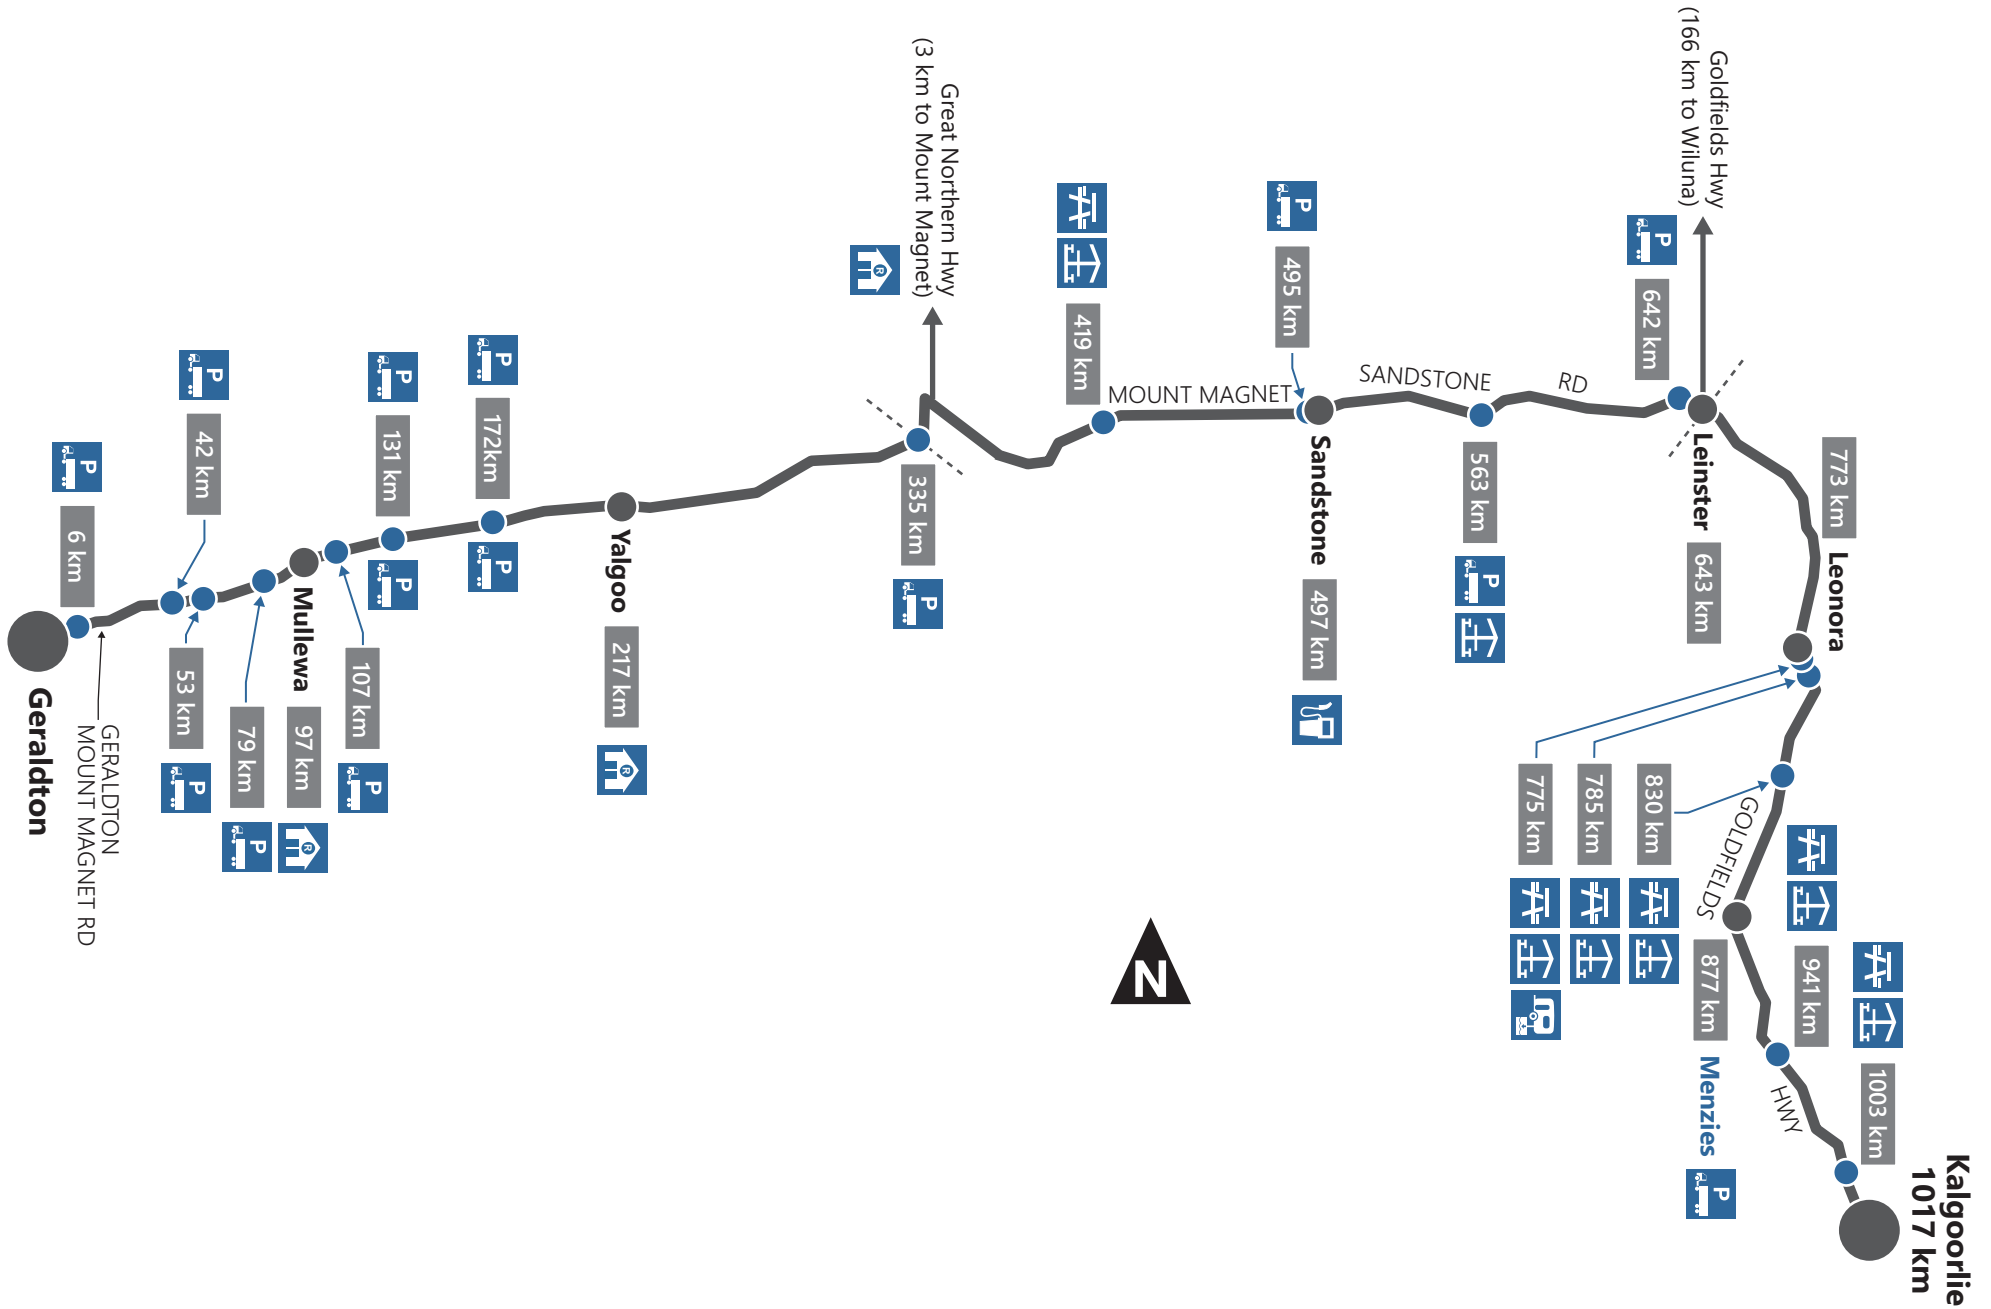 Geraldton
GERALDTON
MOUNT MAGNET RD
P
6 km
P
42 km
53 km
P
79 km
P
Mullewa
97 km
R
107 km
P
P
131 km
P
P
172km
P
Yalgoo
217 km
R
R
Great Northern Hwy
(3 km to Mount Magnet)
335 km
P
419 km
MOUNT MAGNET
P
495 km
Sandstone
497 km
SANDSTONE
RD
563 km
P
Goldfields Hwy
(166 km to Wiluna)
P
642 km
Leinster
643 km
773 km
Leonora
775 km
785 km
830 km
GOLDFIELDS
877 km
Menzies
P
941 km
HWY
1003 km
Kalgoorlie
1017 km
N